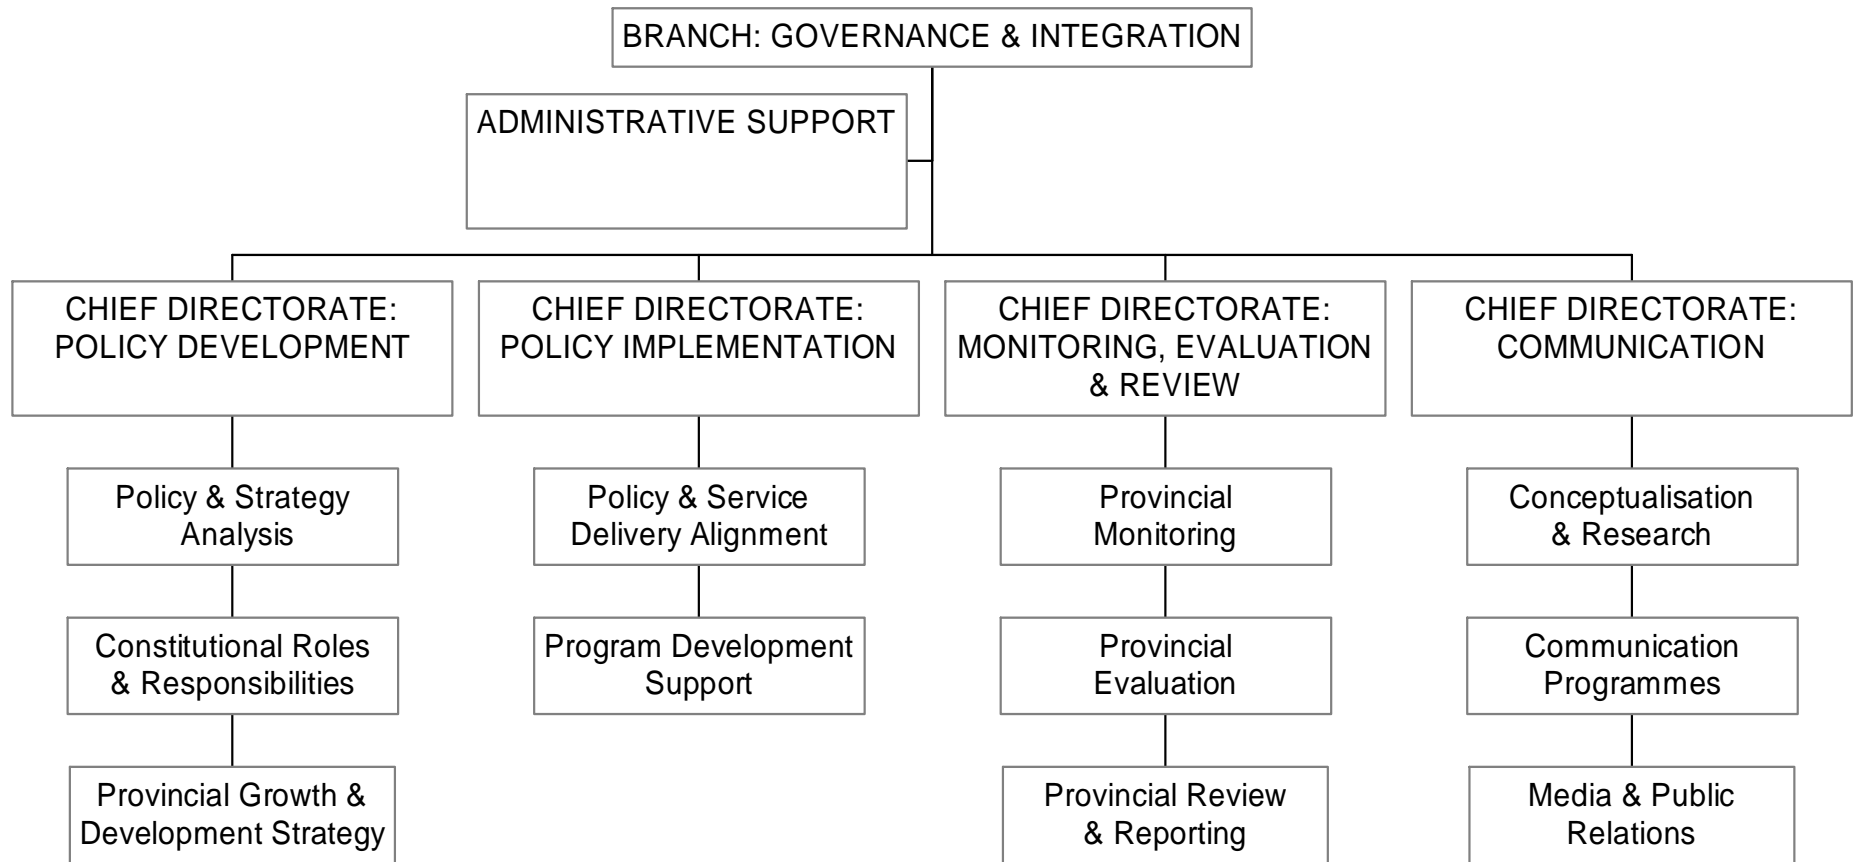 BRANCH: GOVERNANCE & INTEGRATION
ADMINISTRATIVE SUPPORT
CHIEF DIRECTORATE:
POLICY DEVELOPMENT
CHIEF DIRECTORATE:
POLICY IMPLEMENTATION
CHIEF DIRECTORATE:
MONITORING, EVALUATION
& REVIEW
CHIEF DIRECTORATE:
COMMUNICATION
Policy & Strategy
Analysis
Policy & Service
Delivery Alignment
Provincial
Monitoring
Conceptualisation
& Research
Constitutional Roles
& Responsibilities
Program Development
Support
Provincial
Evaluation
Communication
Programmes
Provincial Growth &
Development Strategy
Provincial Review
& Reporting
Media & Public
Relations